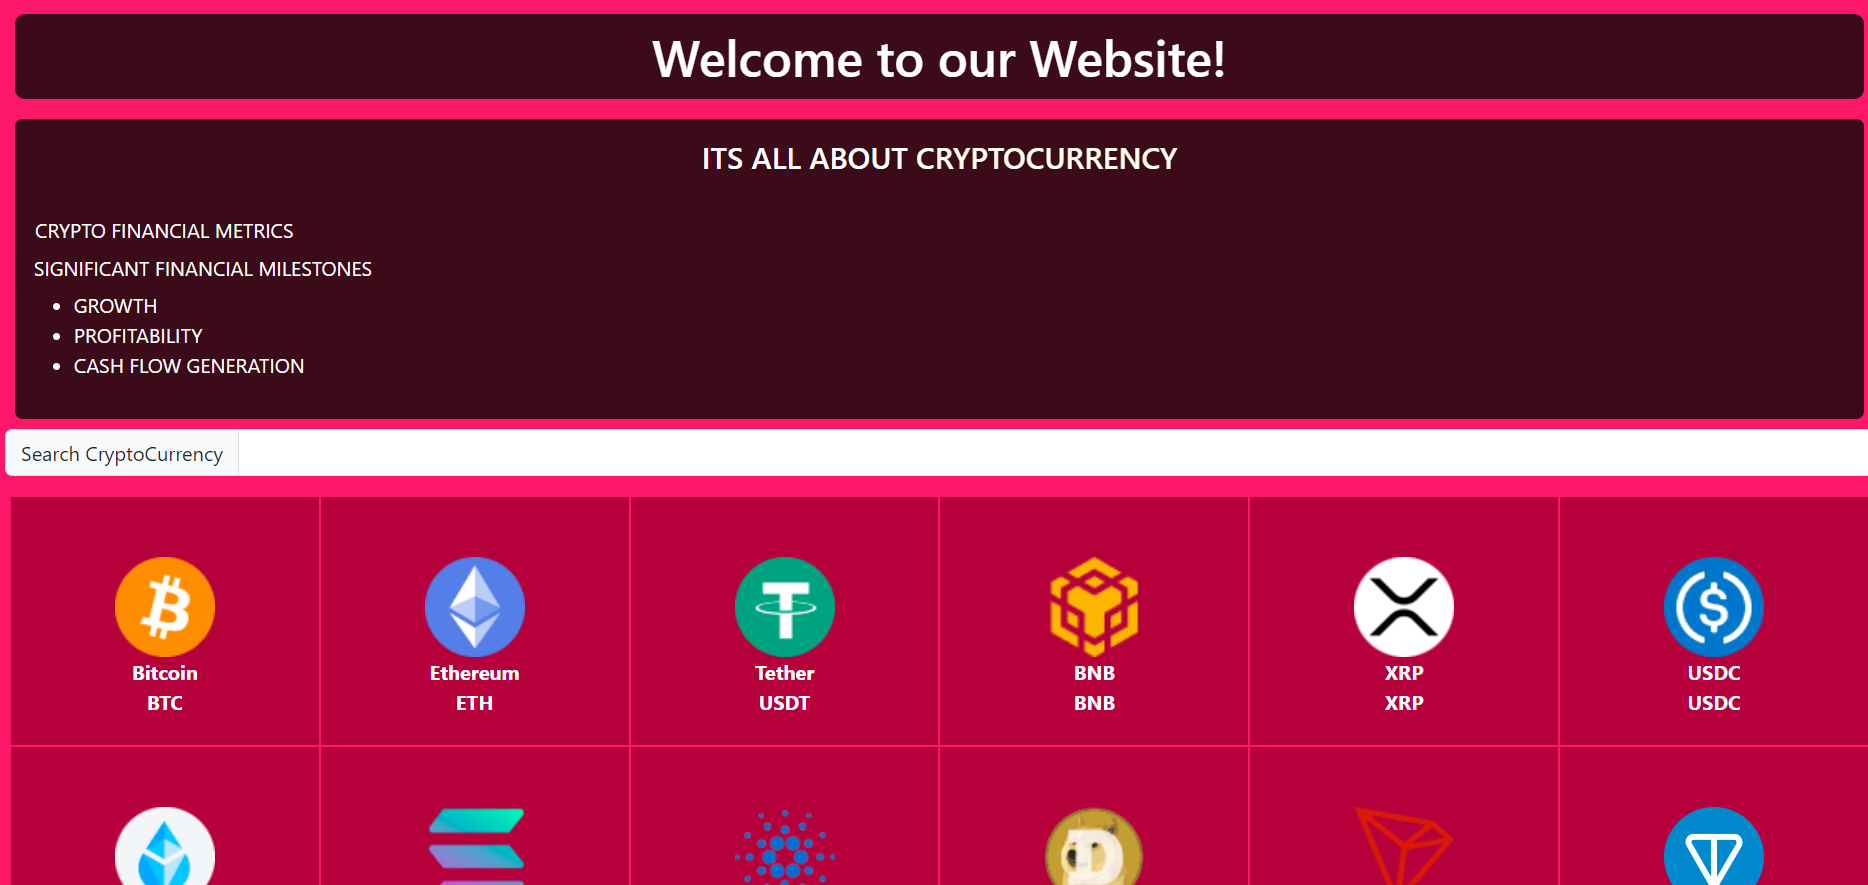 Welcome to our Website!
ITS ALL ABOUT CRYPTOCURRENCY
CRYPTO FINANCIAL METRICS
SIGNIFICANT FINANCIAL MILESTONES
GROWTH
PROFITABILITY
CASH FLOW GENERATION
Search CryptoCurrency
Bitcoin
BTC
Ethereum
ETH
Tether
USDT
BNB
BNB
XRP
XRP
USDC
USDC